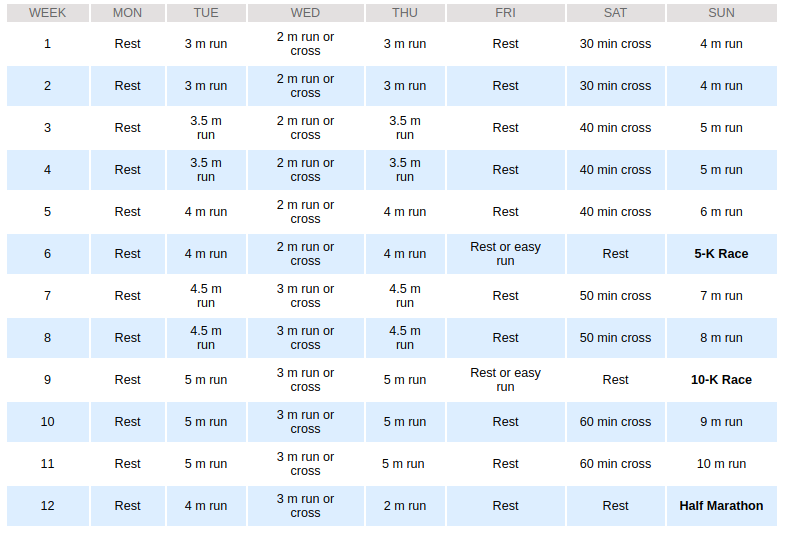 WEEK MON TUE WED THU FRI SAT SUN
1 Rest 3 m run 2 m run or cross 3 m run Rest 30 min cross 4 m run
2 Rest 3 m run 2 m run or cross 3 m run Rest 30 min cross 4 m run
3 Rest 3.5 m run 2 m run or cross 3.5 m run Rest 40 min cross 5 m run
4 Rest 3.5 m run 2 m run or cross 3.5 m run Rest 40 min cross 5 m run
5 Rest 4 m run 2 m run or cross 4 m run Rest 40 min cross 6 m run
6 Rest 4 m run 2 m run or cross 4 m run Rest or easy run Rest 5-K Race
7 Rest 4.5 m run 3 m run or cross 4.5 m run Rest 50 min cross 7 m run
8 Rest 4.5 m run 3 m run or cross 4.5 m run Rest 50 min cross 8 m run
9 Rest 5 m run 3 m run or cross 5 m run Rest or easy run Rest 10-K Race
10 Rest 5 m run 3 m run or cross 5 m run Rest 60 min cross 9 m run
11 Rest 5 m run 3 m run or cross 5 m run Rest 60 min cross 10 m run
12 Rest 4 m run 3 m run or cross 2 m run Rest Rest Half Marathon